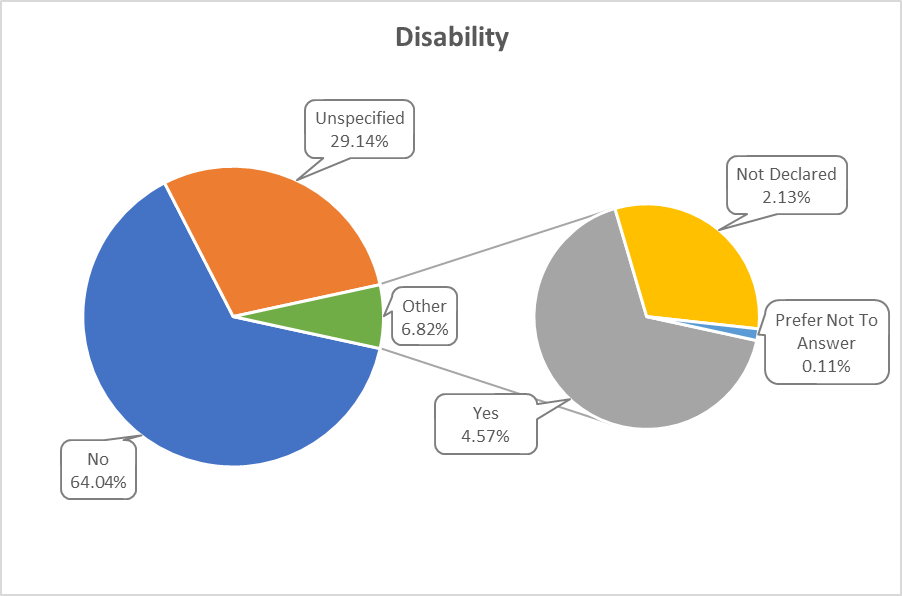 Disability
Unspecified
29.14%
Not Declared
2.13%
Other
6.82%
Prefer Not To
Answer
0.11%
Yes
4.57%
No
64.04%